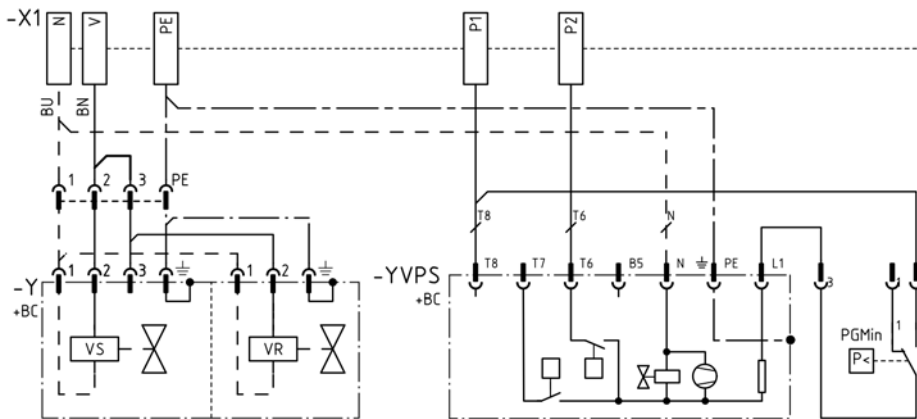 -X1 N V PE P1 P2
BU BN
1 2 3 PE
T8 T6 N
1 2 3 1 2
-Y
+BC
-YVPS
+BC
T8 T7 T6 B5 N PE L1
3 1
1
VS VR
PGMin
P<